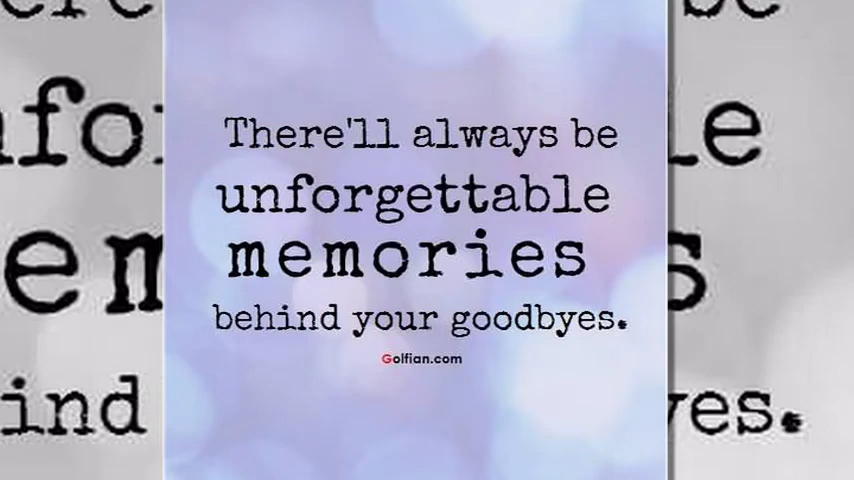 There'll always be
unforgettable
memories
behind your goodbyes.
Golfian.com